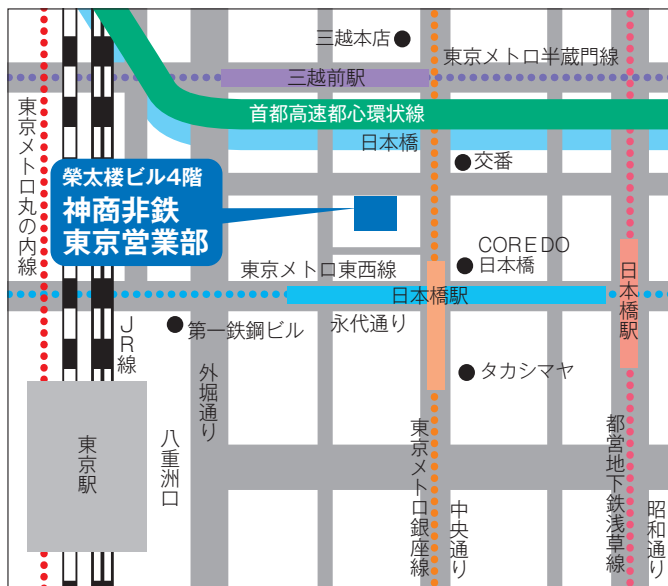 三越本店
東京メトロ半蔵門線
三越前駅
首都高速都心環状線
日本橋
交番
榮太楼ビル4階
神商非鉄
東京営業部
東京メトロ丸の内線
COREDO
日本橋
東京メトロ東西線
日本橋駅
日本橋駅
JR線
第一鉄鋼ビル
永代通り
外堀通り
タカシマヤ
東京駅
八重洲口
東京メトロ銀座線
中央通り
都営地下鉄浅草線
昭和通り